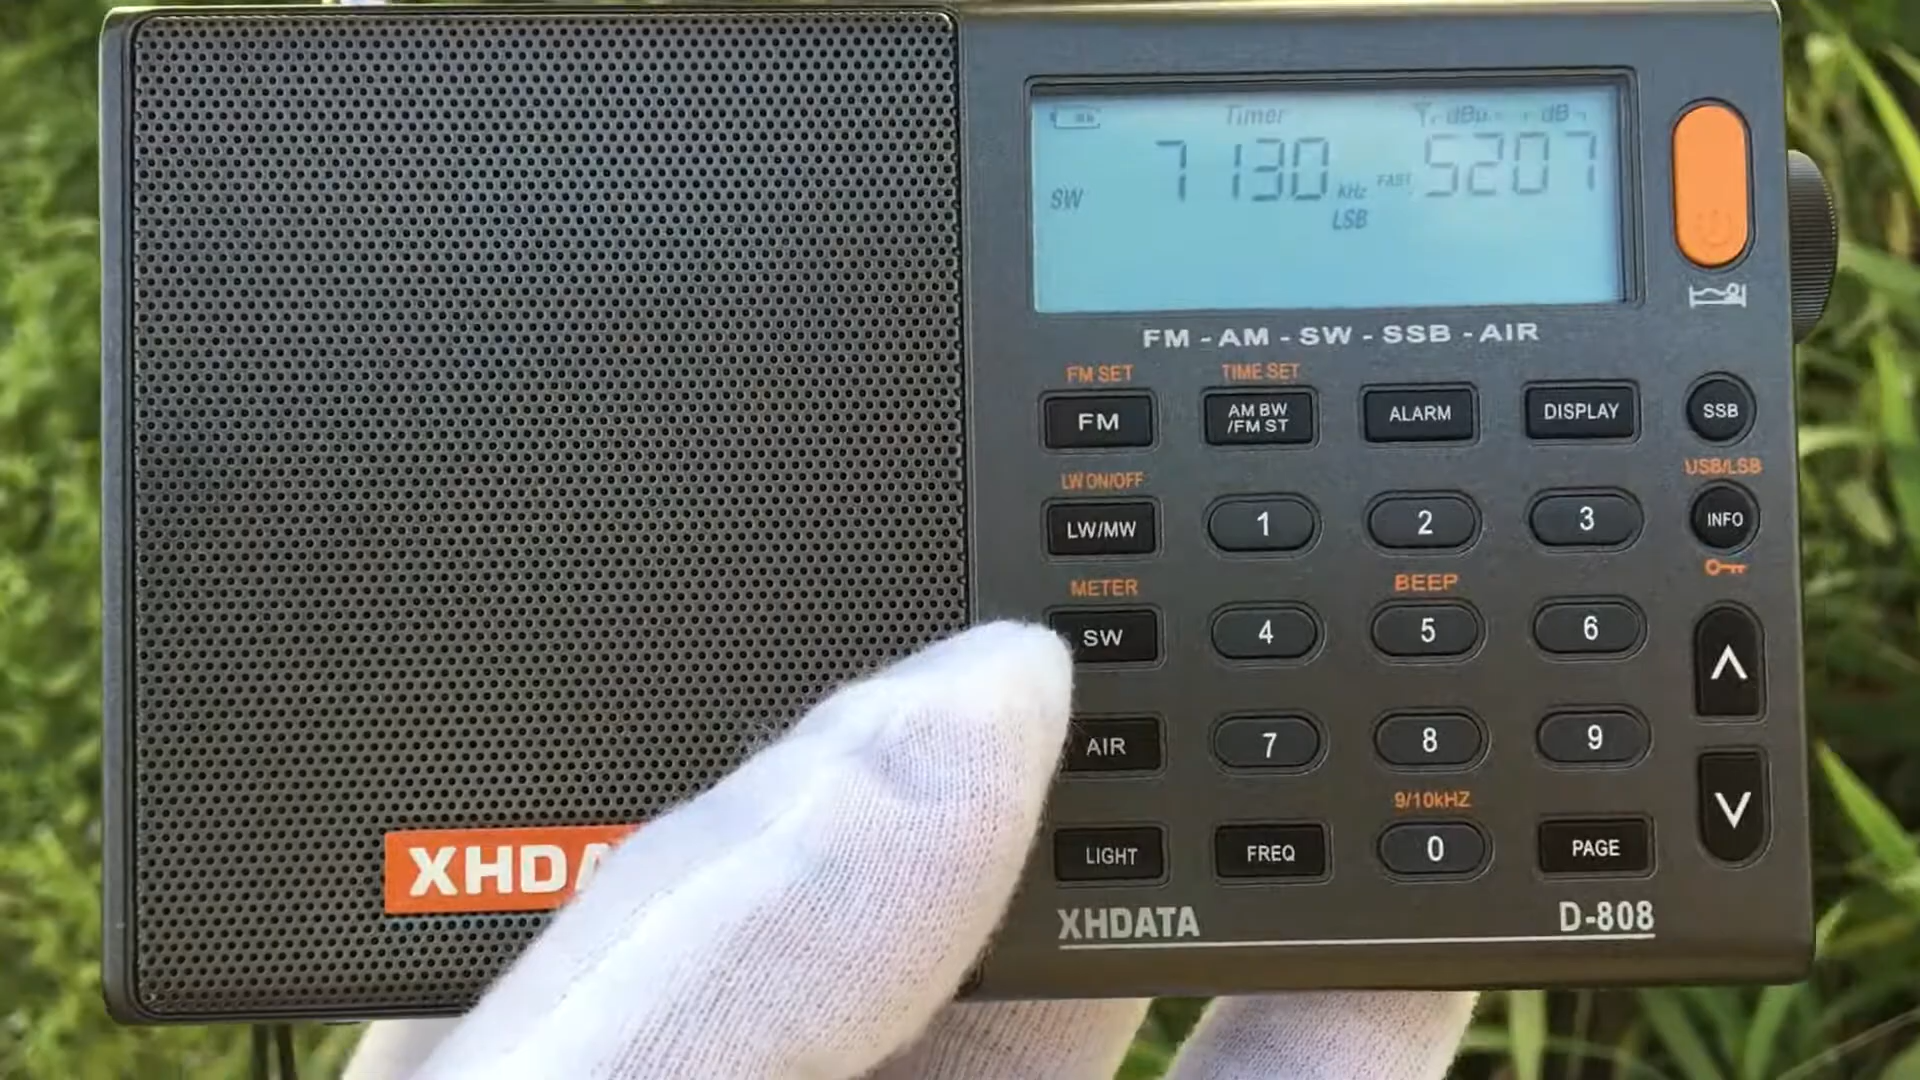 Timer dBµ dB
SW 7130 kHz FAST 5207
LSB
FM - AM - SW - SSB - AIR
FM SET TIME SET
FM AM BW /FM ST ALARM DISPLAY SSB
LW ON/OFF USB/LSB
LW/MW 1 2 3 INFO
METER BEEP
SW 4 5 6
AIR 7 8 9
9/10kHZ
LIGHT FREQ 0 PAGE
XHDA
XHDATA D-808